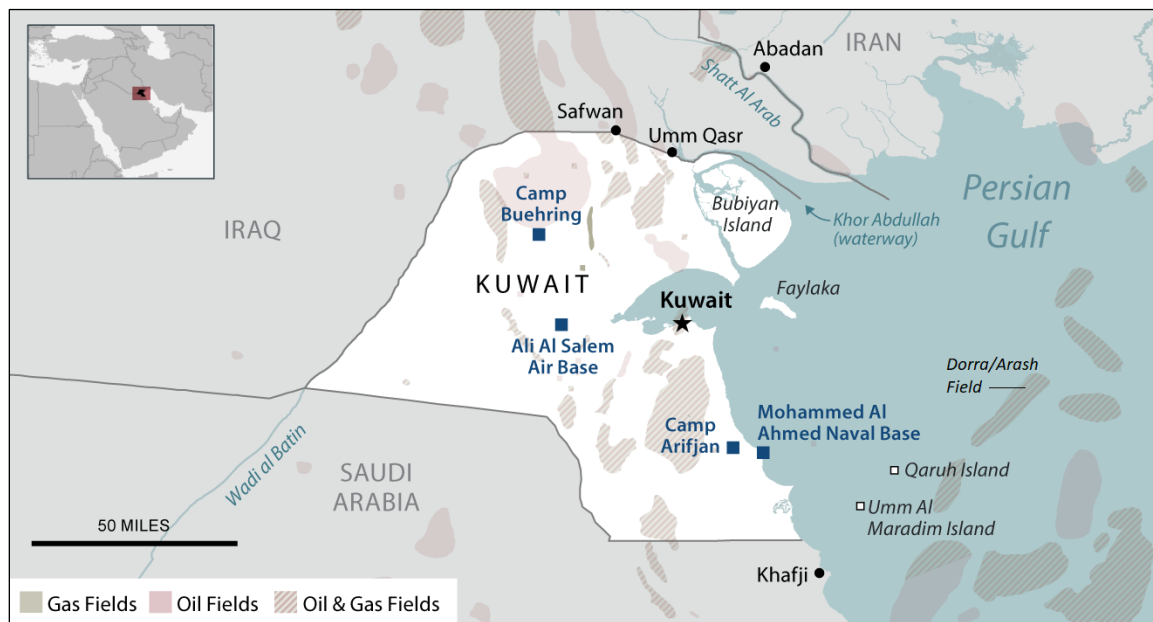 Abadan
IRAN
Shatt Al Arab
Safwan
Umm Qasr
Persian
Gulf
Camp
Buehring
Bubiyan
Island
Khor Abdullah
(waterway)
IRAQ
KUWAIT
Kuwait
Faylaka
Ali Al Salem
Air Base
Dorra/Arash
Field
Mohammed Al
Ahmed Naval Base
Camp
Arifjan
Wadi al Batin
SAUDI
ARABIA
Qaruh Island
Umm Al
Maradim Island
50 MILES
Khafji
Gas Fields
Oil Fields
Oil & Gas Fields